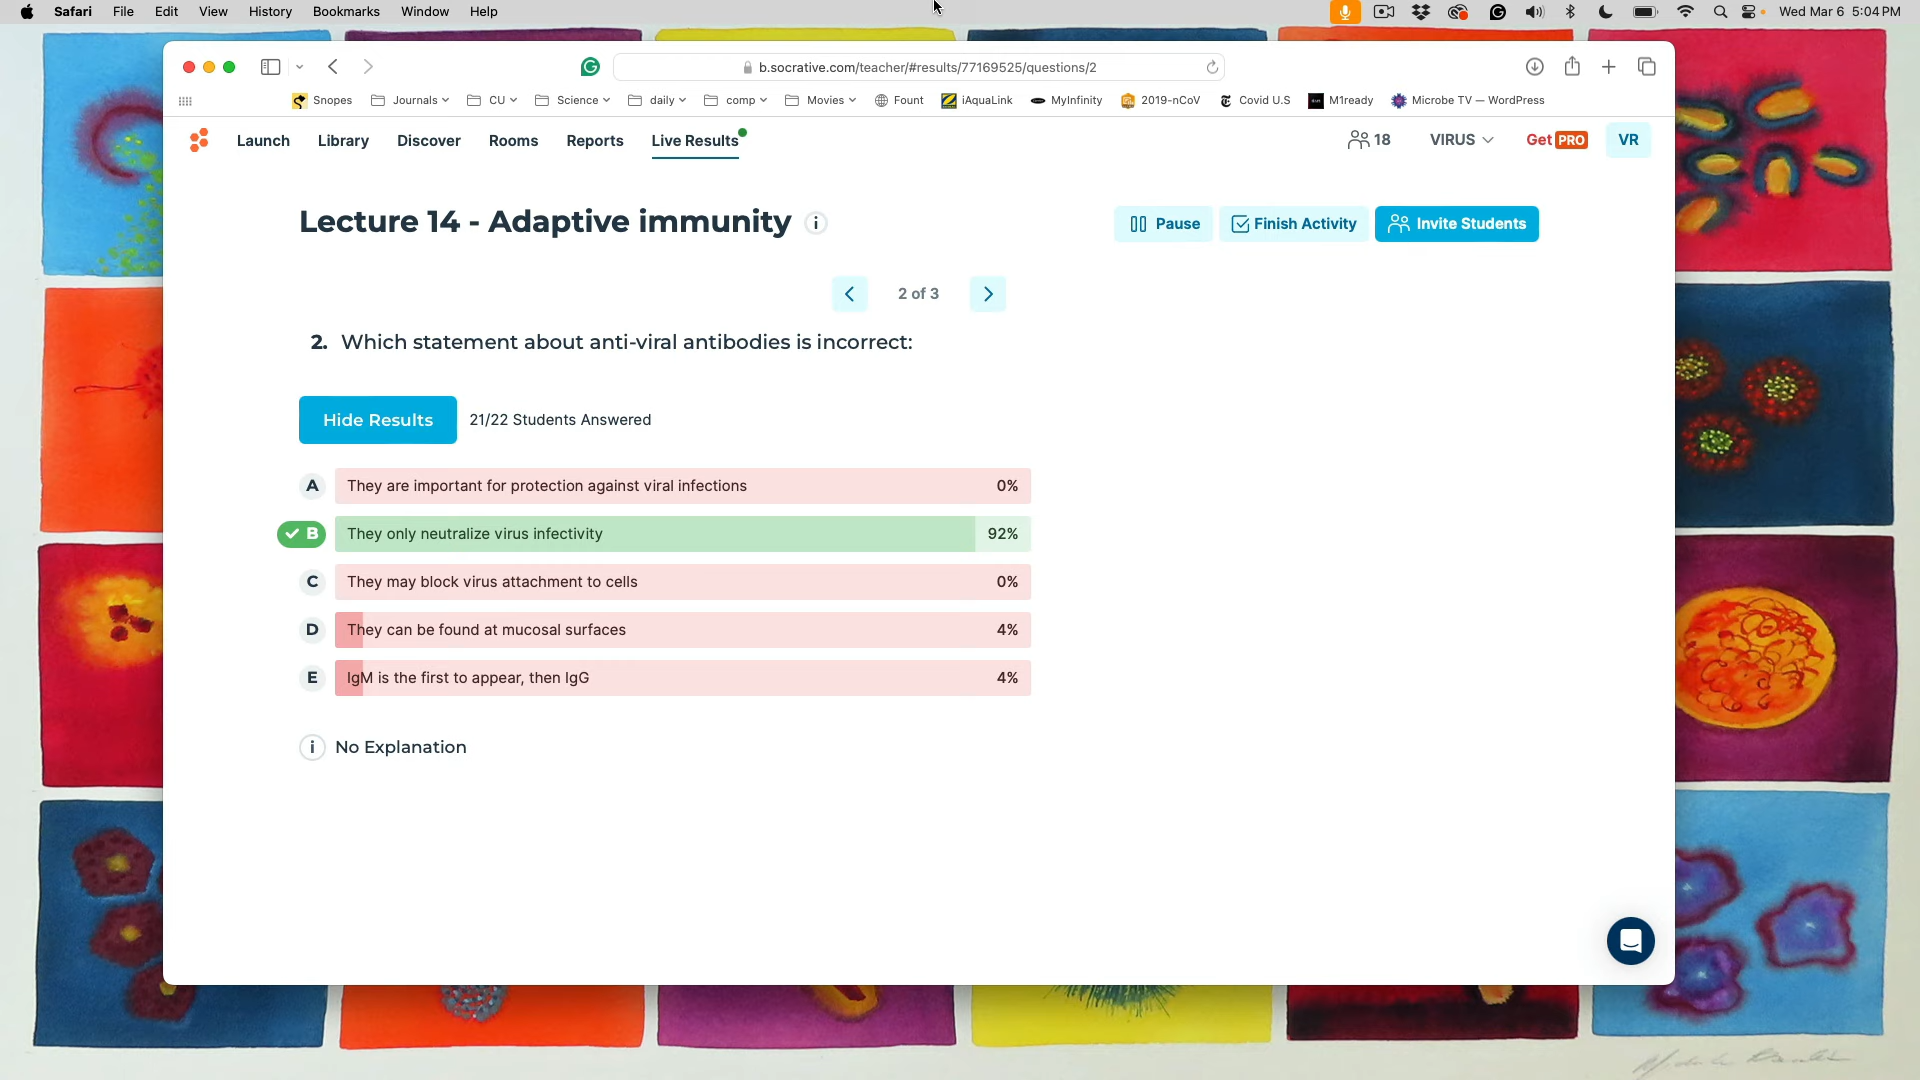 Safari File Edit View History Bookmarks Window Help Wed Mar 6 5:04 PM
b.socrative.com/teacher/#results/77169525/questions/2
Snopes Journals CU Science daily comp Movies Fount iAquaLink MyInfinity 2019-nCoV Covid U.S M1ready Microbe TV — WordPress
Launch Library Discover Rooms Reports Live Results 18 VIRUS Get PRO VR
Lecture 14 - Adaptive immunity i Pause Finish Activity Invite Students
2 of 3
2. Which statement about anti-viral antibodies is incorrect:
Hide Results 21/22 Students Answered
A They are important for protection against viral infections 0%
B They only neutralize virus infectivity 92%
C They may block virus attachment to cells 0%
D They can be found at mucosal surfaces 4%
E IgM is the first to appear, then IgG 4%
i No Explanation